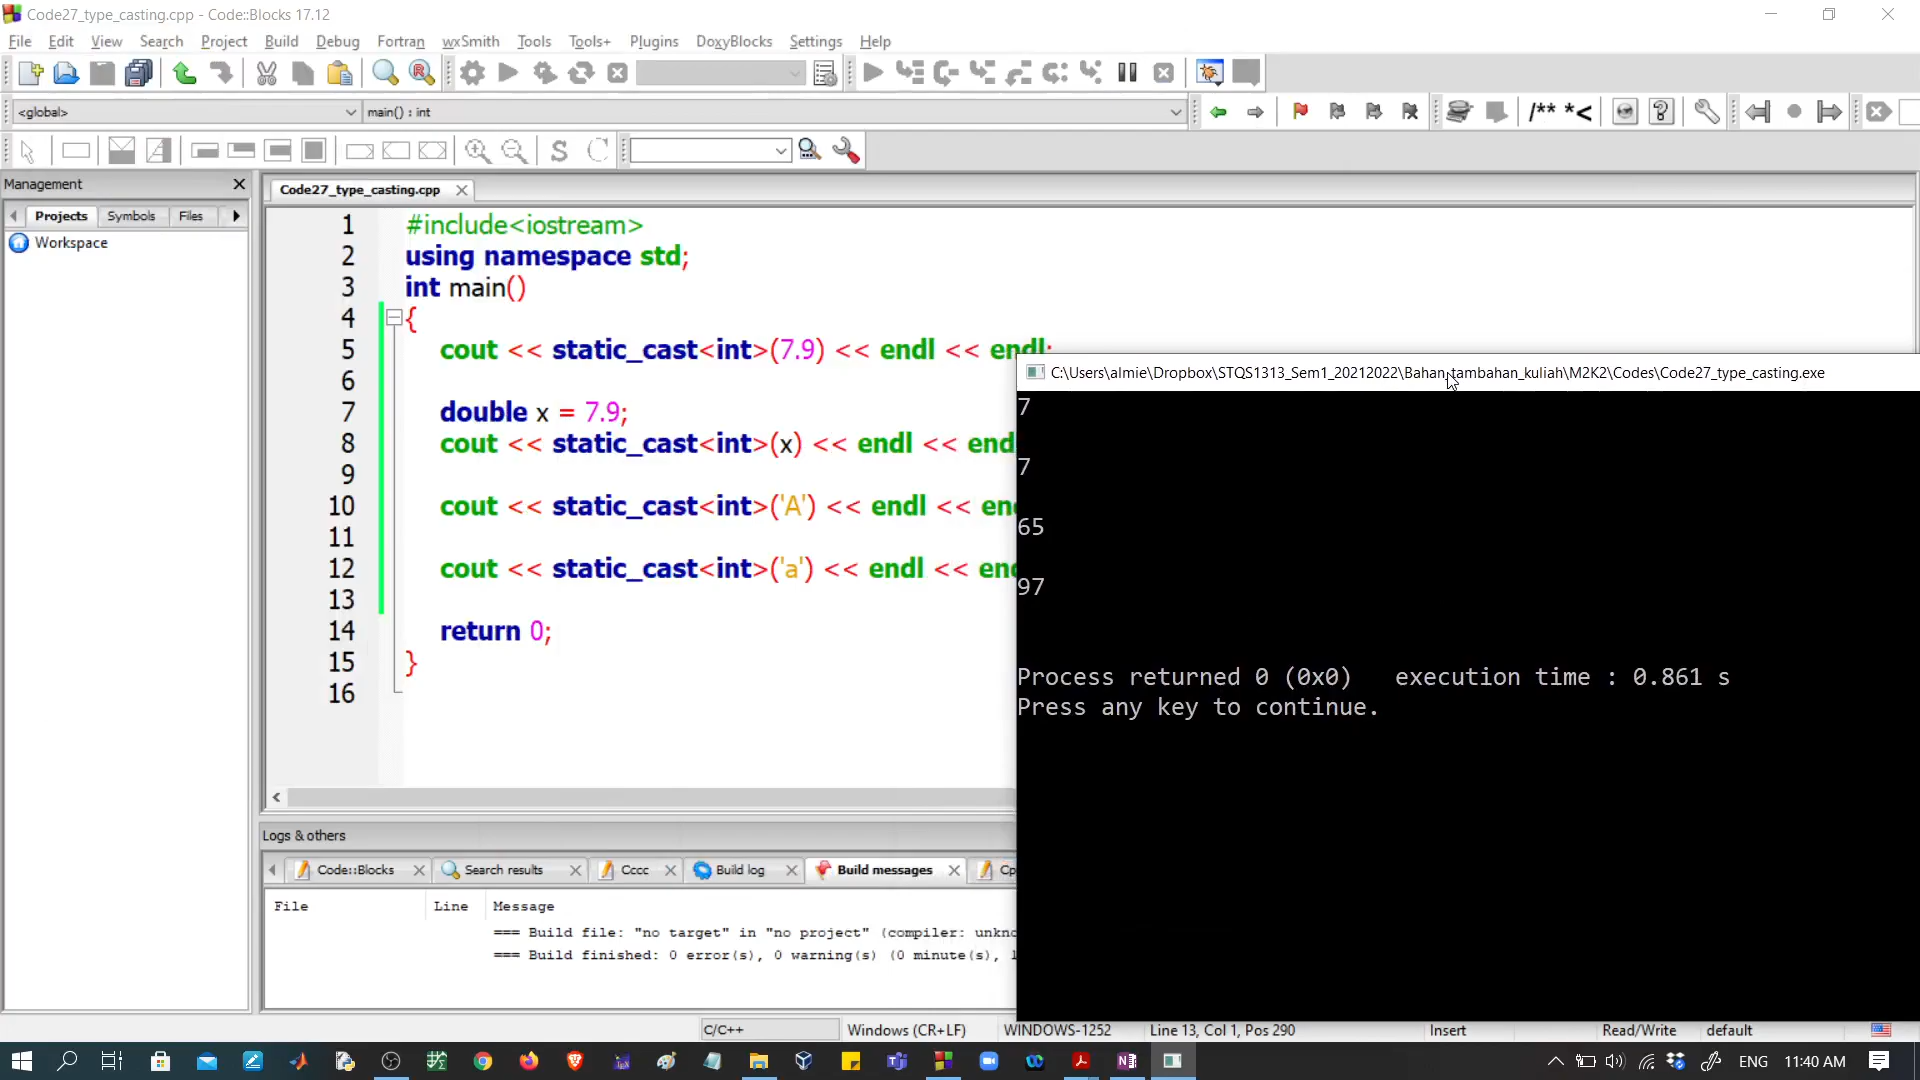 Code27_type_casting.cpp - Code::Blocks 17.12
File Edit View Search Project Build Debug Fortran wxSmith Tools Tools+ Plugins DoxyBlocks Settings Help
<global> main() : int
/** *<
S C
Management
Projects Symbols Files
Workspace
Code27_type_casting.cpp
1 #include<iostream>
2 using namespace std;
3 int main()
4 {
5 cout << static_cast<int>(7.9) << endl << endl;
6
7 double x = 7.9;
8 cout << static_cast<int>(x) << endl << end
9
10 cout << static_cast<int>('A') << endl << en
11
12 cout << static_cast<int>('a') << endl << end
13
14 return 0;
15 }
16
C:\Users\almie\Dropbox\STQS1313_Sem1_20212022\Bahan_tambahan_kuliah\M2K2\Codes\Code27_type_casting.exe
7
7
65
97
Process returned 0 (0x0) execution time : 0.861 s
Press any key to continue.
Logs & others
Code::Blocks Search results Cccc Build log Build messages Cp
File Line Message
=== Build file: "no target" in "no project" (compiler: unkno
=== Build finished: 0 error(s), 0 warning(s) (0 minute(s), 1
C/C++ Windows (CR+LF) WINDOWS-1252 Line 13, Col 1, Pos 290 Insert Read/Write default
ENG 11:40 AM